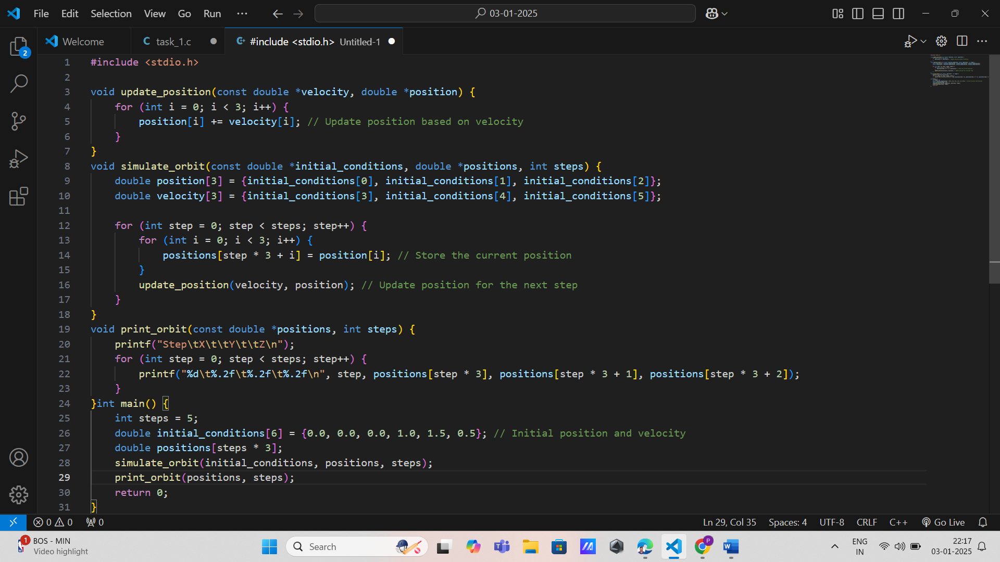 File Edit Selection View Go Run ··· 03-01-2025
Welcome task_1.c #include <stdio.h> Untitled-1
1 #include <stdio.h>
2
3 void update_position(const double *velocity, double *position) {
4     for (int i = 0; i < 3; i++) {
5         position[i] += velocity[i]; // Update position based on velocity
6     }
7 }
8 void simulate_orbit(const double *initial_conditions, double *positions, int steps) {
9     double position[3] = {initial_conditions[0], initial_conditions[1], initial_conditions[2]};
10     double velocity[3] = {initial_conditions[3], initial_conditions[4], initial_conditions[5]};
11
12     for (int step = 0; step < steps; step++) {
13         for (int i = 0; i < 3; i++) {
14             positions[step * 3 + i] = position[i]; // Store the current position
15         }
16         update_position(velocity, position); // Update position for the next step
17     }
18 }
19 void print_orbit(const double *positions, int steps) {
20     printf("Step\tX\t\tY\t\tZ\n");
21     for (int step = 0; step < steps; step++) {
22         printf("%d\t%.2f\t%.2f\t%.2f\n", step, positions[step * 3], positions[step * 3 + 1], positions[step * 3 + 2]);
23     }
24 }int main() {
25     int steps = 5;
26     double initial_conditions[6] = {0.0, 0.0, 0.0, 1.0, 1.5, 0.5}; // Initial position and velocity
27     double positions[steps * 3];
28     simulate_orbit(initial_conditions, positions, steps);
29     print_orbit(positions, steps);
30     return 0;
31 }
2
0 0 0 Ln 29, Col 35 Spaces: 4 UTF-8 CRLF C++ Go Live
1 BOS - MIN
Video highlight
Search
ENG
IN
22:17
03-01-2025